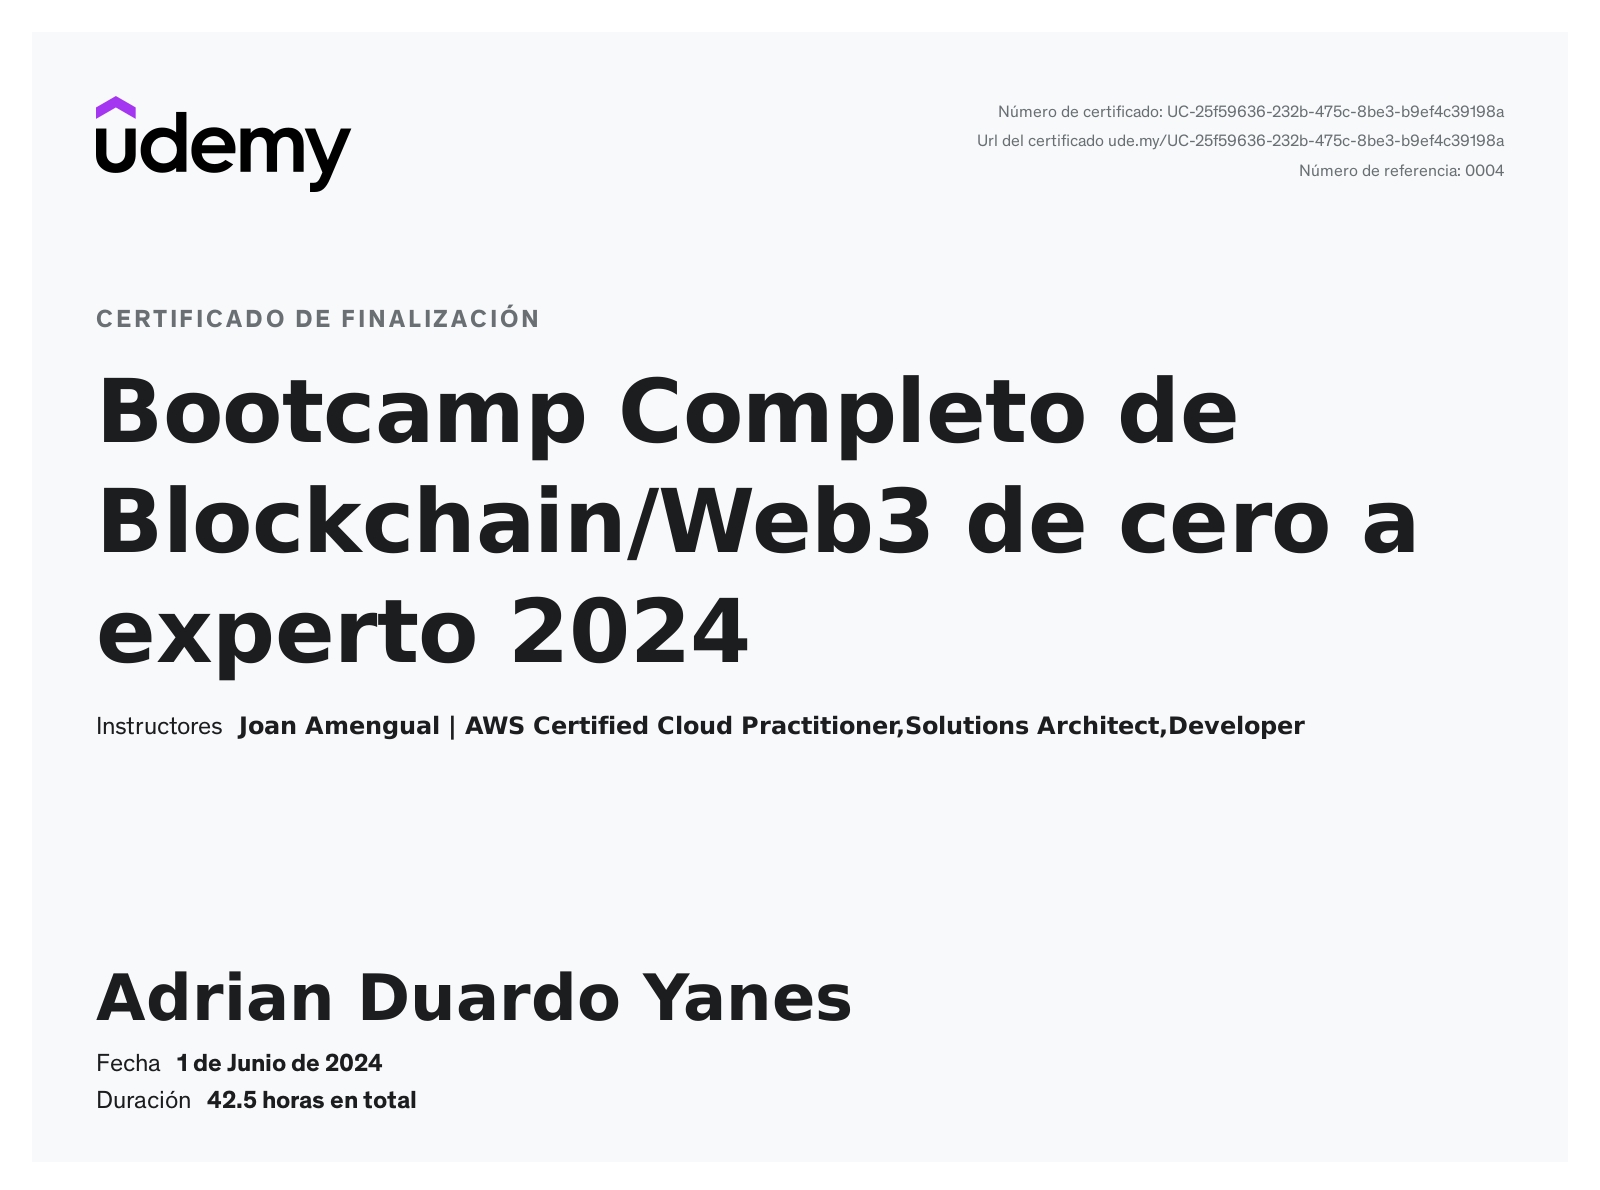 udemy
Número de certificado: UC-25f59636-232b-475c-8be3-b9ef4c39198a
Url del certificado ude.my/UC-25f59636-232b-475c-8be3-b9ef4c39198a
Número de referencia: 0004
CERTIFICADO DE FINALIZACIÓN
Bootcamp Completo de
Blockchain/Web3 de cero a
experto 2024
Instructores Joan Amengual | AWS Certified Cloud Practitioner,Solutions Architect,Developer
Adrian Duardo Yanes
Fecha 1 de Junio de 2024
Duración 42.5 horas en total